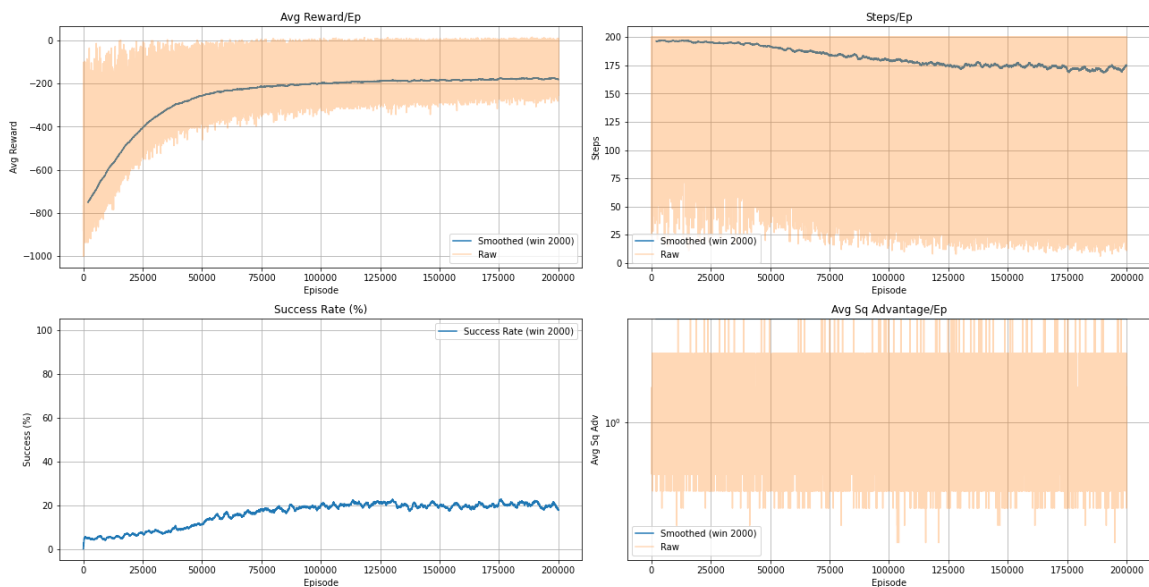 Avg Reward/Ep
0
−200
−400
−600
−800
−1000
Avg Reward
Smoothed (win 2000)
Raw
0 25000 50000 75000 100000 125000 150000 175000 200000
Episode
Steps/Ep
200
175
150
125
100
75
50
25
0
Steps
Smoothed (win 2000)
Raw
0 25000 50000 75000 100000 125000 150000 175000 200000
Episode
Success Rate (%)
100
80
60
40
20
0
Success (%)
Success Rate (win 2000)
0 25000 50000 75000 100000 125000 150000 175000 200000
Episode
Avg Sq Advantage/Ep
10⁰
Avg Sq Adv
Smoothed (win 2000)
Raw
0 25000 50000 75000 100000 125000 150000 175000 200000
Episode